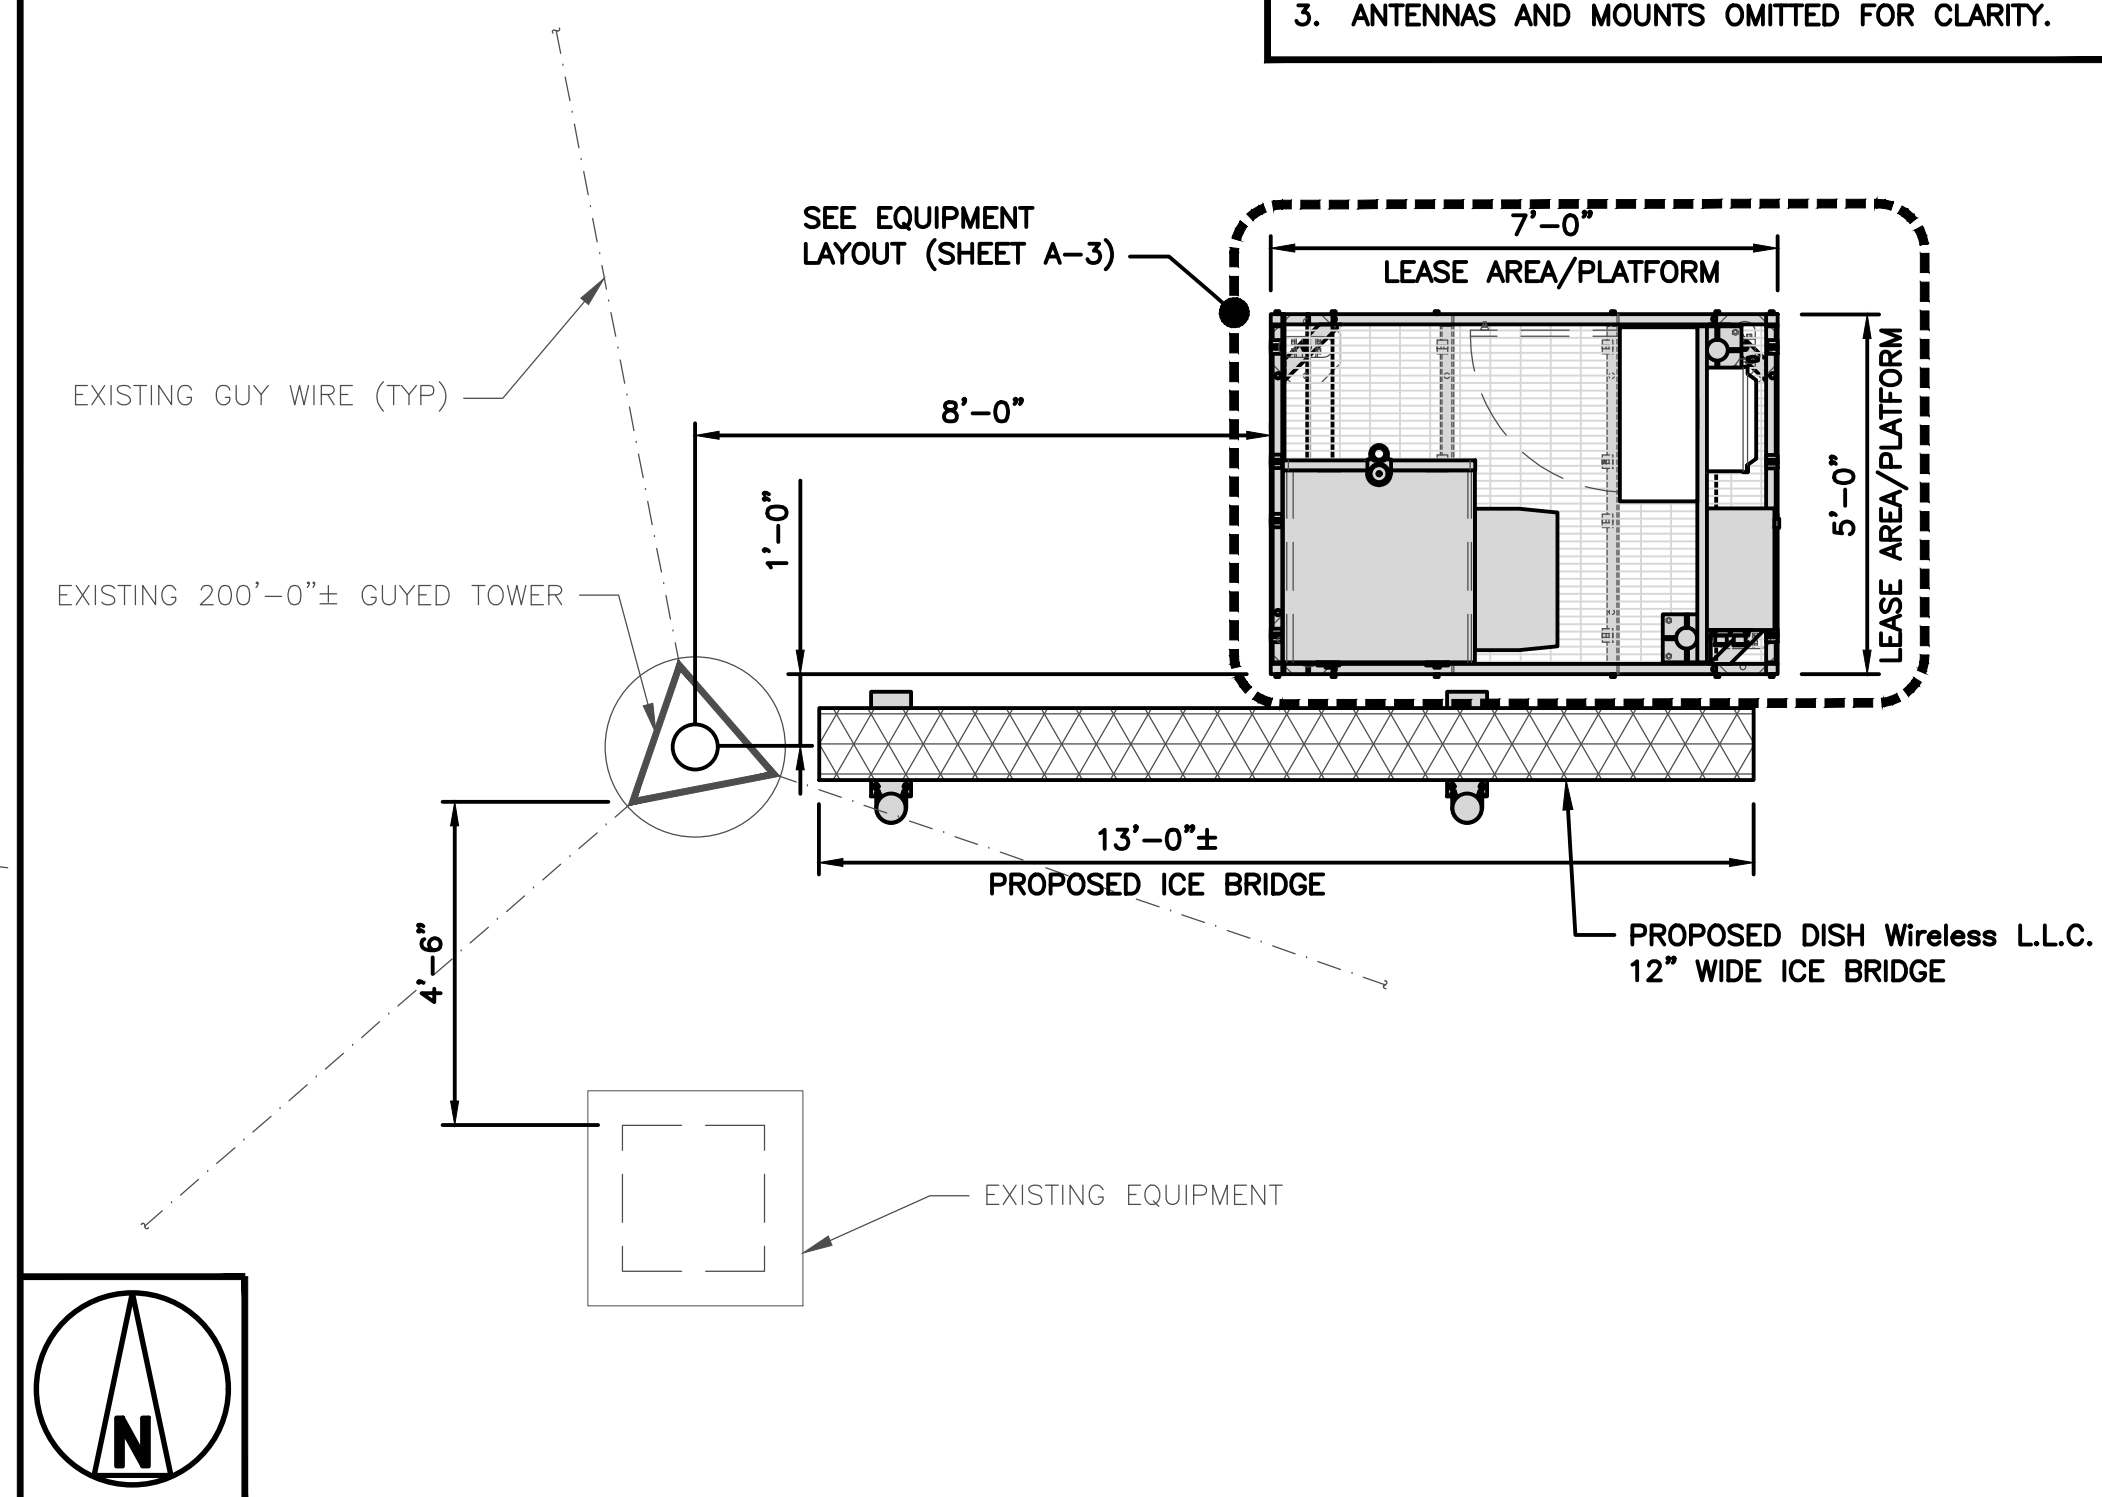 3. ANTENNAS AND MOUNTS OMITTED FOR CLARITY.
SEE EQUIPMENT
LAYOUT (SHEET A-3)
7'-0"
LEASE AREA/PLATFORM
EXISTING GUY WIRE (TYP)
8'-0"
5'-0"
LEASE AREA/PLATFORM
1'-0"
EXISTING 200'-0"± GUYED TOWER
13'-0"±
PROPOSED ICE BRIDGE
4'-6"
PROPOSED DISH Wireless L.L.C.
12" WIDE ICE BRIDGE
EXISTING EQUIPMENT
N